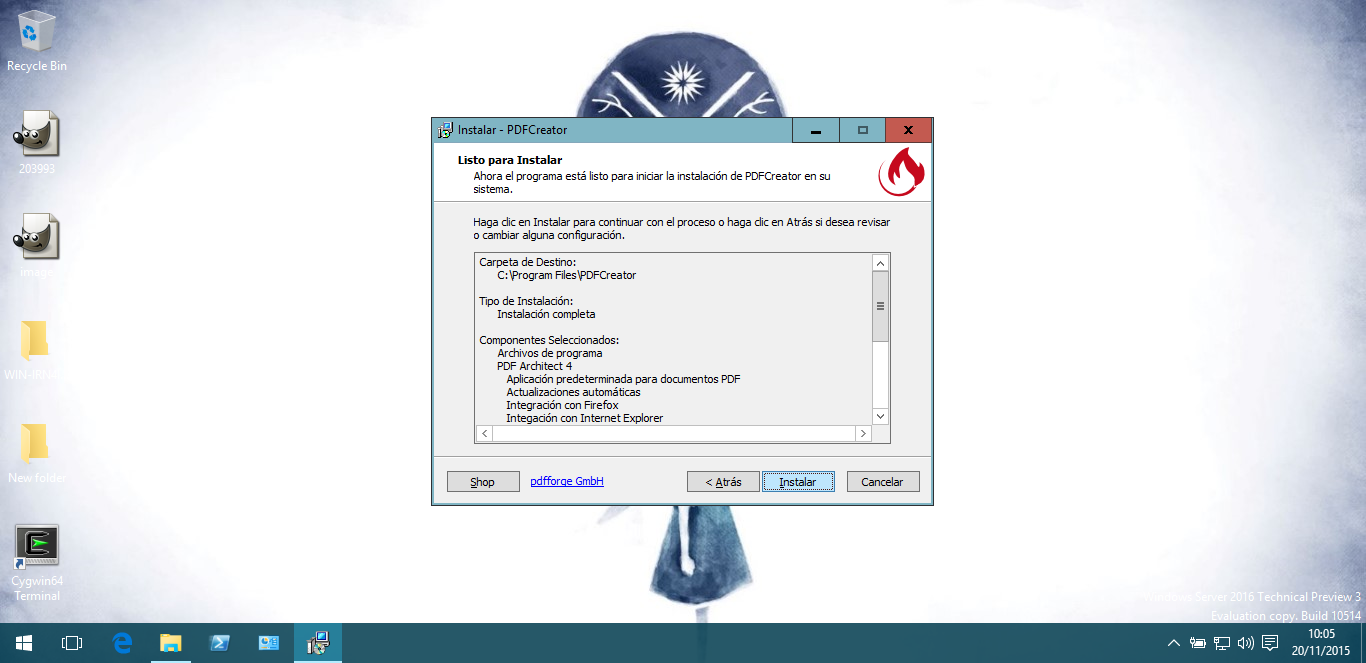 Recycle Bin
203993
image
New folder
Cygwin64
Terminal
Instalar - PDFCreator
Listo para Instalar
Ahora el programa está listo para iniciar la instalación de PDFCreator en su
sistema.
Haga clic en Instalar para continuar con el proceso o haga clic en Atrás si desea revisar
o cambiar alguna configuración.
Carpeta de Destino:
C:\Program Files\PDFCreator
Tipo de Instalación:
Instalación completa
Componentes Seleccionados:
Archivos de programa
PDF Architect 4
Aplicación predeterminada para documentos PDF
Actualizaciones automáticas
Integración con Firefox
Integación con Internet Explorer
Shop
pdfforge GmbH
< Atrás
Instalar
Cancelar
Windows Server 2016 Technical Preview 3
Evaluation copy. Build 10514
10:05
20/11/2015